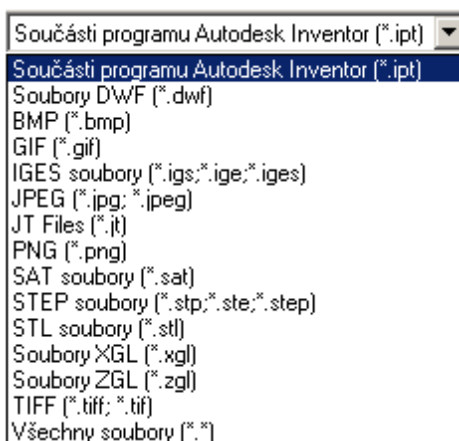 Součásti programu Autodesk Inventor (*.ipt)
Součásti programu Autodesk Inventor (*.ipt)
Soubory DWF (*.dwf)
BMP (*.bmp)
GIF (*.gif)
IGES soubory (*.igs;*.ige;*.iges)
JPEG (*.jpg; *.jpeg)
JT Files (*.jt)
PNG (*.png)
SAT soubory (*.sat)
STEP soubory (*.stp;*.ste;*.step)
STL soubory (*.stl)
Soubory XGL (*.xgl)
Soubory ZGL (*.zgl)
TIFF (*.tiff; *.tif)
Všechny soubory (*.*)